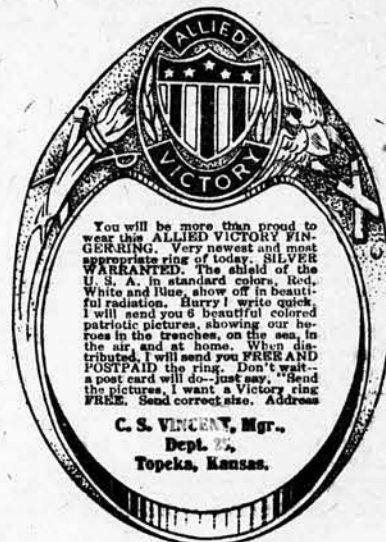 ALLIED
VICTORY
You will be more than proud to
wear this ALLIED VICTORY FIN-
GER RING. Very newest and most
appropriate ring of today. SILVER
WARRANTED. The shield of the
U. S. A. in standard colors, Red,
White and Blue, show off in beauti-
ful radiation. Hurry! write quick.
I will send you 6 beautiful colored
patriotic pictures, showing our he-
roes in the trenches, on the sea, in
the air, and at home. When dis-
tributed, I will send you FREE AND
POSTPAID the ring. Don't wait--
a post card will do--just say, "Send
the pictures, I want a Victory ring
FREE. Send correct size. Address
C. S. VINCENT, Mgr.,
Dept.
Topeka, Kansas.